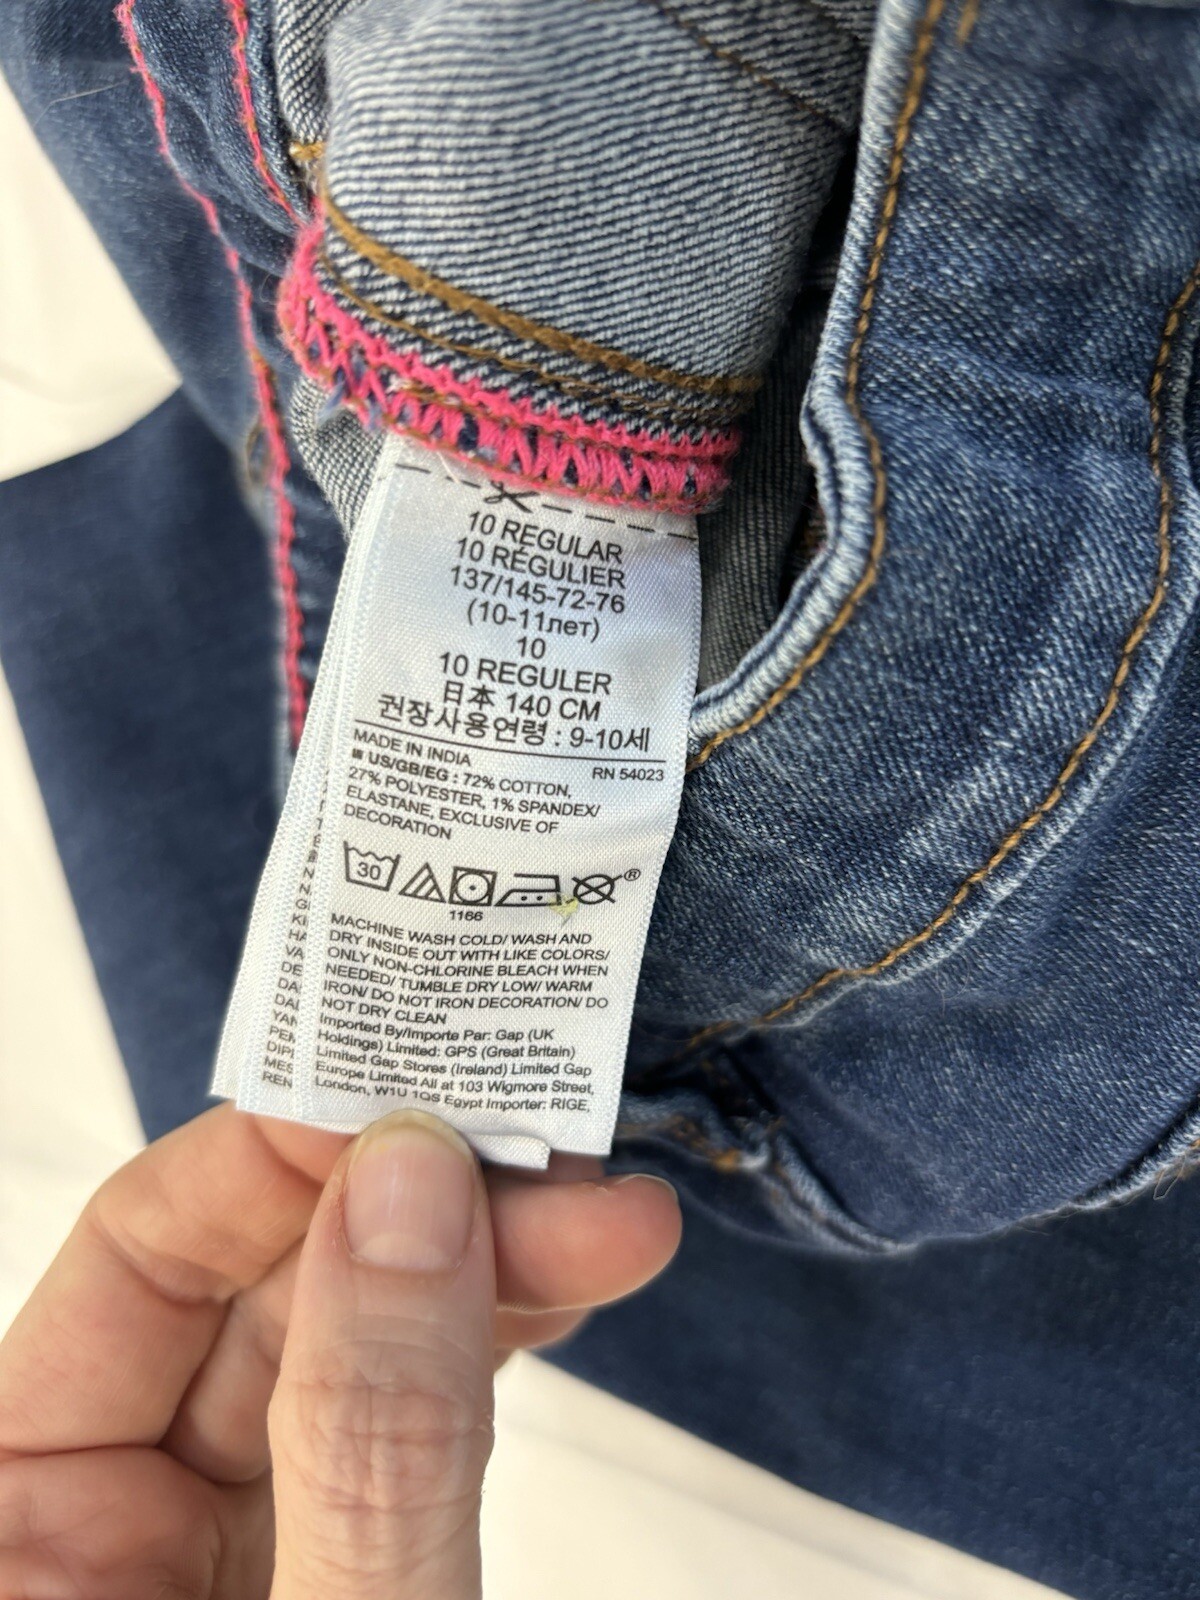 10 REGULAR
10 RÉGULIER
137/145-72-76
(10-11лет)
10
10 REGULER
日本 140 CM
권장사용연령 : 9-10세
MADE IN INDIA
RN 54023
US/GB/EG : 72% COTTON,
27% POLYESTER, 1% SPANDEX/
ELASTANE, EXCLUSIVE OF
DECORATION
30
®
1166
MACHINE WASH COLD/ WASH AND
DRY INSIDE OUT WITH LIKE COLORS/
ONLY NON-CHLORINE BLEACH WHEN
NEEDED/ TUMBLE DRY LOW/ WARM
IRON/ DO NOT IRON DECORATION/ DO
NOT DRY CLEAN
Imported By/Importe Par: Gap (UK
Holdings) Limited: GPS (Great Britain)
Limited Gap Stores (Ireland) Limited Gap
Europe Limited All at 103 Wigmore Street,
London, W1U 1QS Egypt Importer: RIGE,